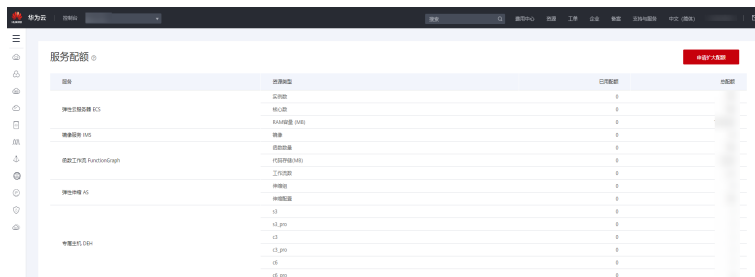 华为云 控制台 搜索 费用中心 资源 工单 企业 备案 支持与服务 中文 (简体)
服务配额
申请扩大配额
服务 资源类型 已用配额 总配额
弹性云服务器 ECS
实例数 0
核心数 0
RAM容量 (MB) 0
镜像服务 IMS 镜像 0
函数工作流 FunctionGraph
函数数量 0
代码存储(MB) 0
工作流数 0
弹性伸缩 AS
伸缩组 0
伸缩配置 0
专属主机 DEH
s3 0
s2_pro 0
c3 0
c3_pro 0
c6 0
c6_pro 0